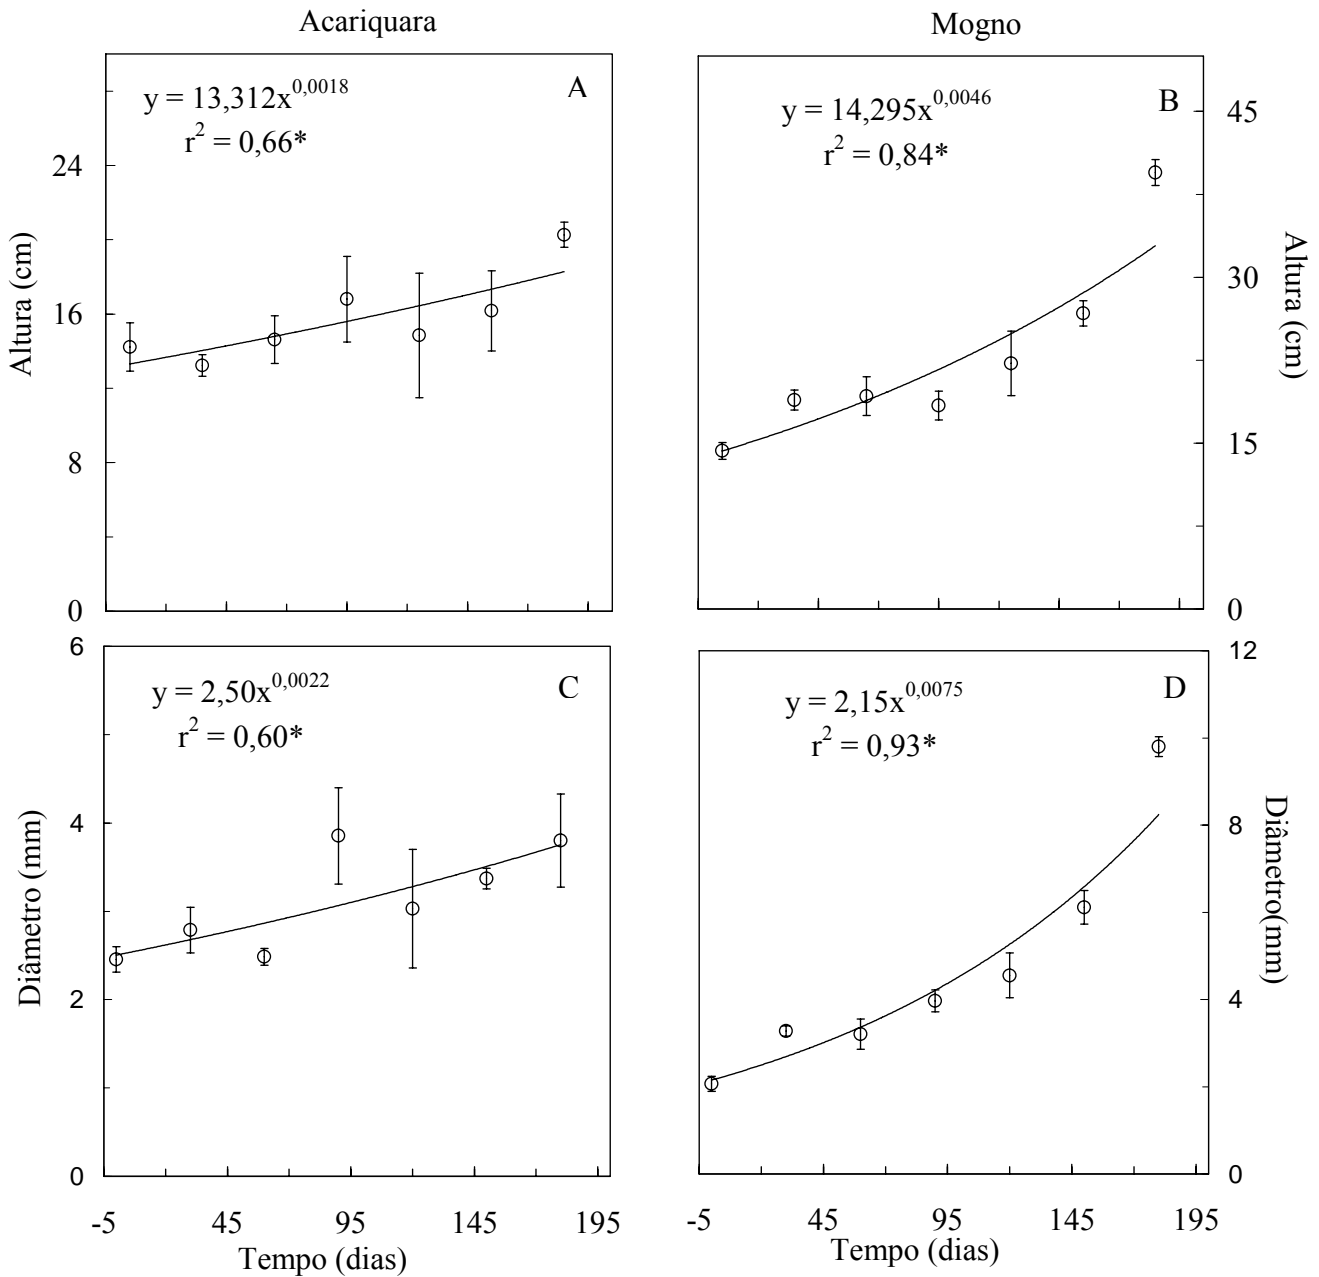 Acariquara
Mogno
A
y = 13,312x^0,0018
r^2 = 0,66*
24
16
8
0
Altura (cm)
B
y = 14,295x^0,0046
r^2 = 0,84*
45
30
15
0
Altura (cm)
C
y = 2,50x^0,0022
r^2 = 0,60*
6
4
2
0
Diâmetro (mm)
-5 45 95 145 195
Tempo (dias)
D
y = 2,15x^0,0075
r^2 = 0,93*
12
8
4
0
Diâmetro(mm)
-5 45 95 145 195
Tempo (dias)